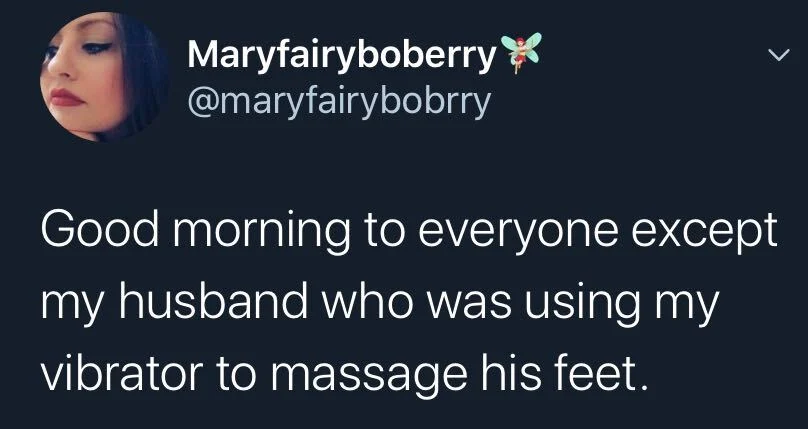 Maryfairyboberry🧚
@maryfairybobrry
Good morning to everyone except
my husband who was using my
vibrator to massage his feet.